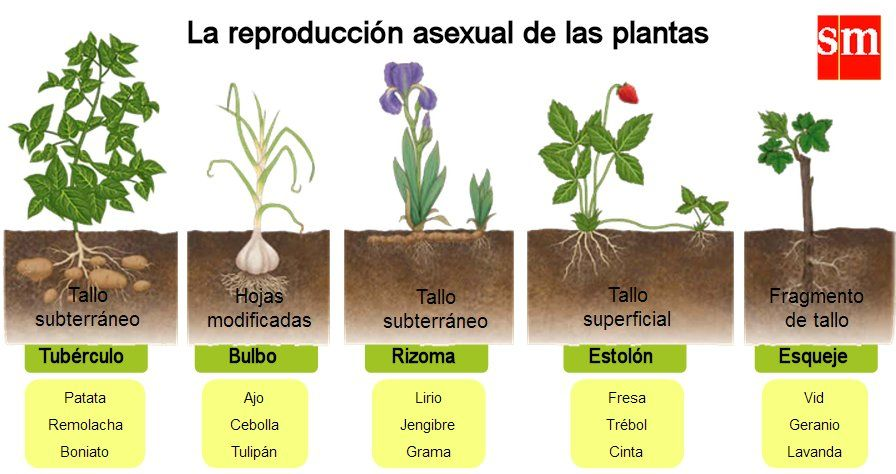 La reproducción asexual de las plantas
sm
Tallo
subterráneo
Hojas
modificadas
Tallo
subterráneo
Tallo
superficial
Fragmento
de tallo
Tubérculo
Bulbo
Rizoma
Estolón
Esqueje
Patata
Remolacha
Boniato
Ajo
Cebolla
Tulipán
Lirio
Jengibre
Grama
Fresa
Trébol
Cinta
Vid
Geranio
Lavanda